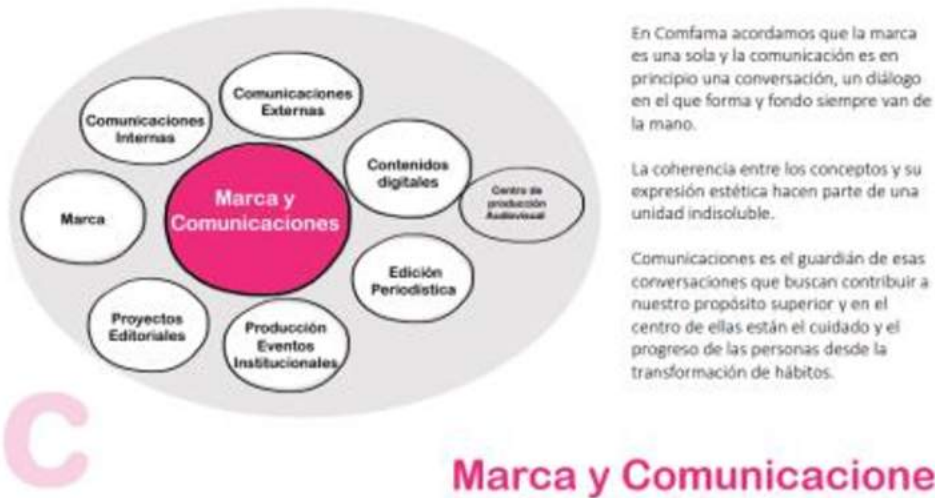 Comunicaciones
Externas
Comunicaciones
Internas
Contenidos
digitales
Marca y
Comunicaciones
Centro de
producción
Audiovisual
Marca
Edición
Periodística
Proyectos
Editoriales
Producción
Eventos
Institucionales
En Comfama acordamos que la marca
es una sola y la comunicación es en
principio una conversación, un diálogo
en el que forma y fondo siempre van de
la mano.
La coherencia entre los conceptos y su
expresión estética hacen parte de una
unidad indisoluble.
Comunicaciones es el guardián de esas
conversaciones que buscan contribuir a
nuestro propósito superior y en el
centro de ellas están el cuidado y el
progreso de las personas desde la
transformación de hábitos.
C
Marca y Comunicacione